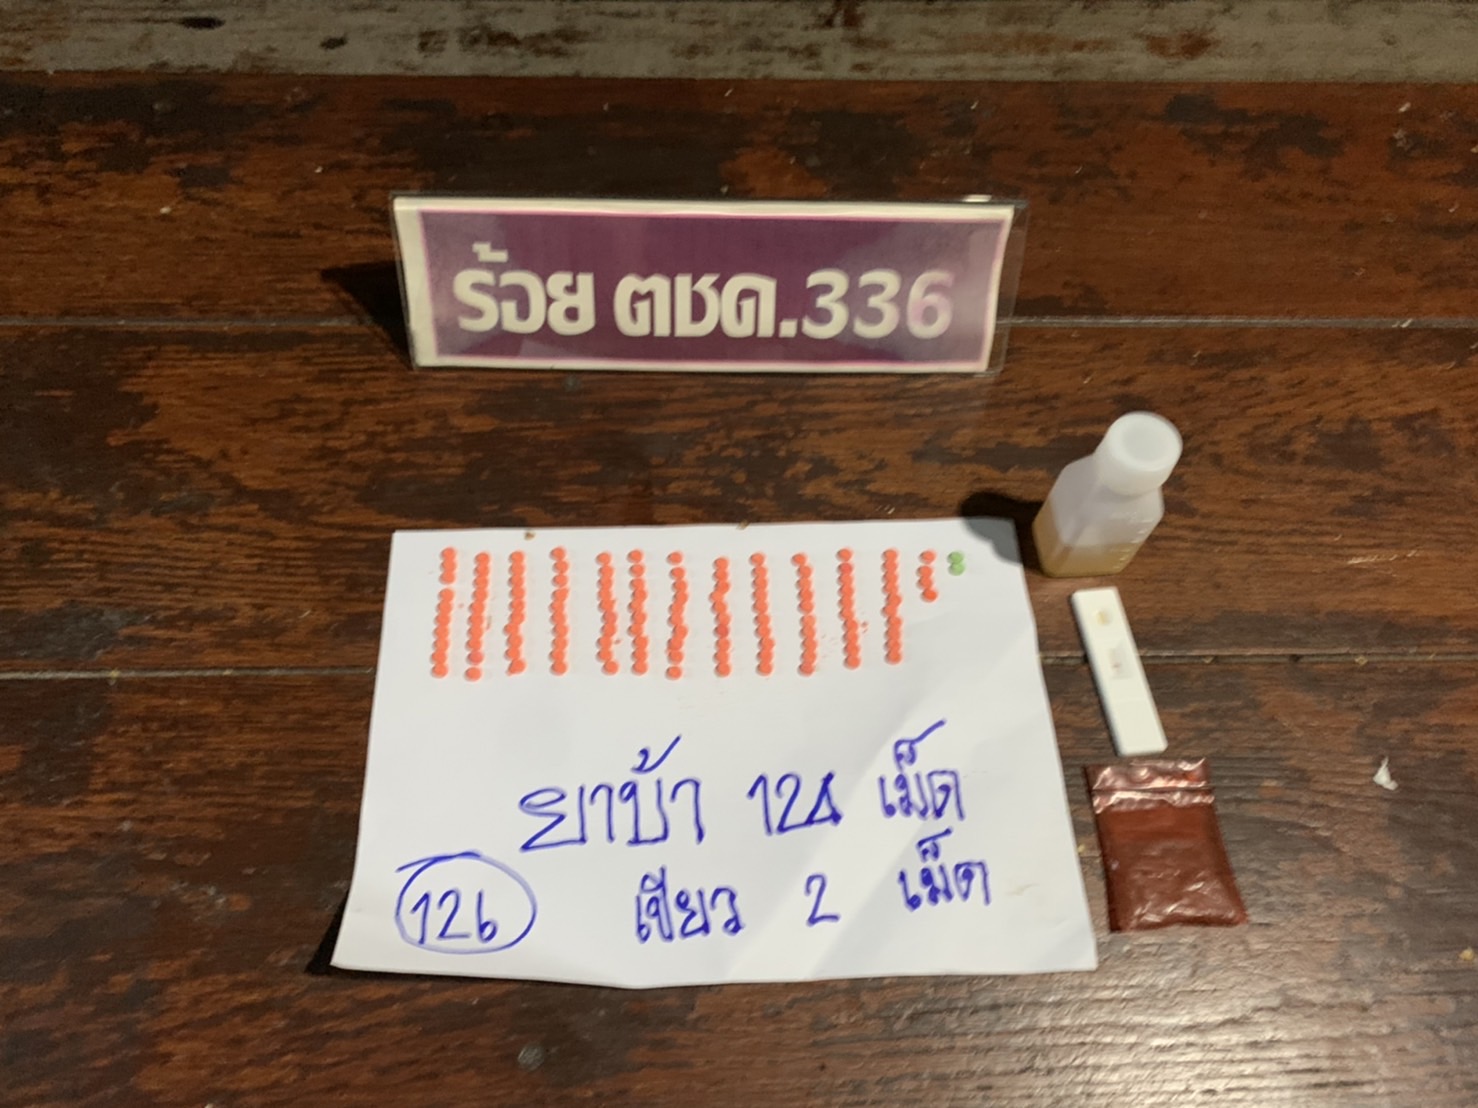 ร้อย ตชด.336
ยาบ้า 124 เม็ด
เขียว 2 เม็ด
126